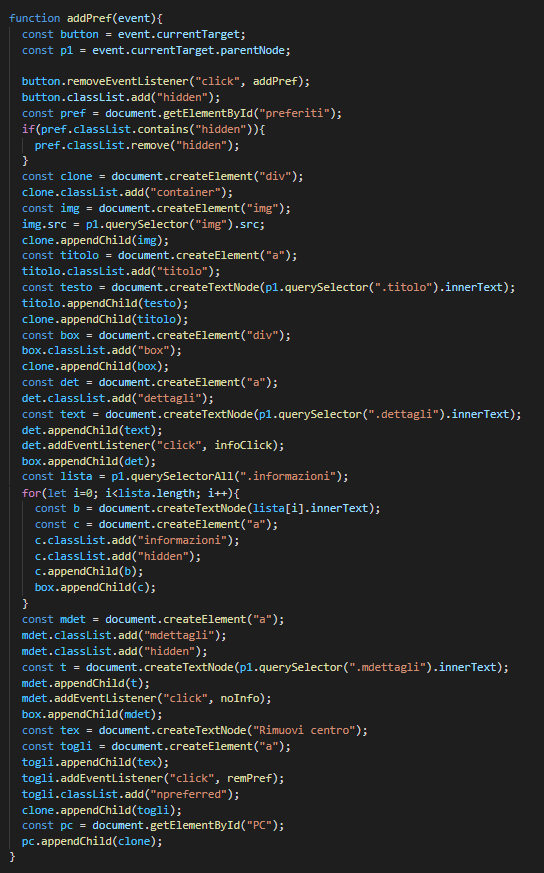 function addPref(event){
const button = event.currentTarget;
const p1 = event.currentTarget.parentNode;
button.removeEventListener("click", addPref);
button.classList.add("hidden");
const pref = document.getElementById("preferiti");
if(pref.classList.contains("hidden")){
pref.classList.remove("hidden");
}
const clone = document.createElement("div");
clone.classList.add("container");
const img = document.createElement("img");
img.src = p1.querySelector("img").src;
clone.appendChild(img);
const titolo = document.createElement("a");
titolo.classList.add("titolo");
const testo = document.createTextNode(p1.querySelector(".titolo").innerText);
titolo.appendChild(testo);
clone.appendChild(titolo);
const box = document.createElement("div");
box.classList.add("box");
clone.appendChild(box);
const det = document.createElement("a");
det.classList.add("dettagli");
const text = document.createTextNode(p1.querySelector(".dettagli").innerText);
det.appendChild(text);
det.addEventListener("click", infoClick);
box.appendChild(det);
const lista = p1.querySelectorAll(".informazioni");
for(let i=0; i<lista.length; i++){
const b = document.createTextNode(lista[i].innerText);
const c = document.createElement("a");
c.classList.add("informazioni");
c.classList.add("hidden");
c.appendChild(b);
box.appendChild(c);
}
const mdet = document.createElement("a");
mdet.classList.add("mdettagli");
mdet.classList.add("hidden");
const t = document.createTextNode(p1.querySelector(".mdettagli").innerText);
mdet.appendChild(t);
mdet.addEventListener("click", noInfo);
box.appendChild(mdet);
const tex = document.createTextNode("Rimuovi centro");
const togli = document.createElement("a");
togli.appendChild(tex);
togli.addEventListener("click", remPref);
togli.classList.add("npreferred");
clone.appendChild(togli);
const pc = document.getElementById("PC");
pc.appendChild(clone);
}